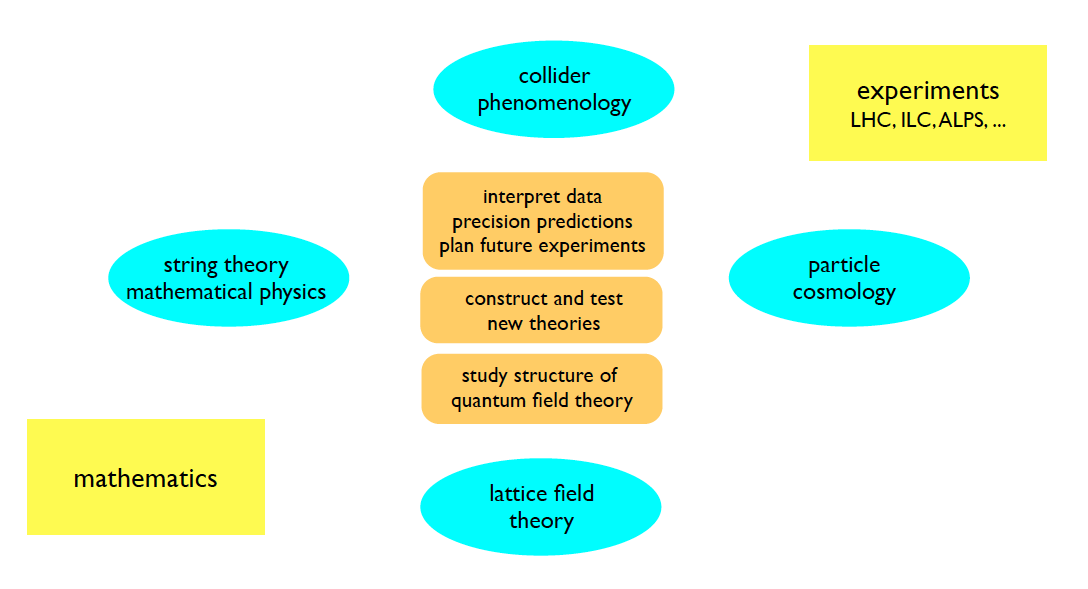 collider
phenomenology
experiments
LHC, ILC, ALPS, ...
interpret data
precision predictions
plan future experiments
string theory
mathematical physics
particle
cosmology
construct and test
new theories
study structure of
quantum field theory
mathematics
lattice field
theory